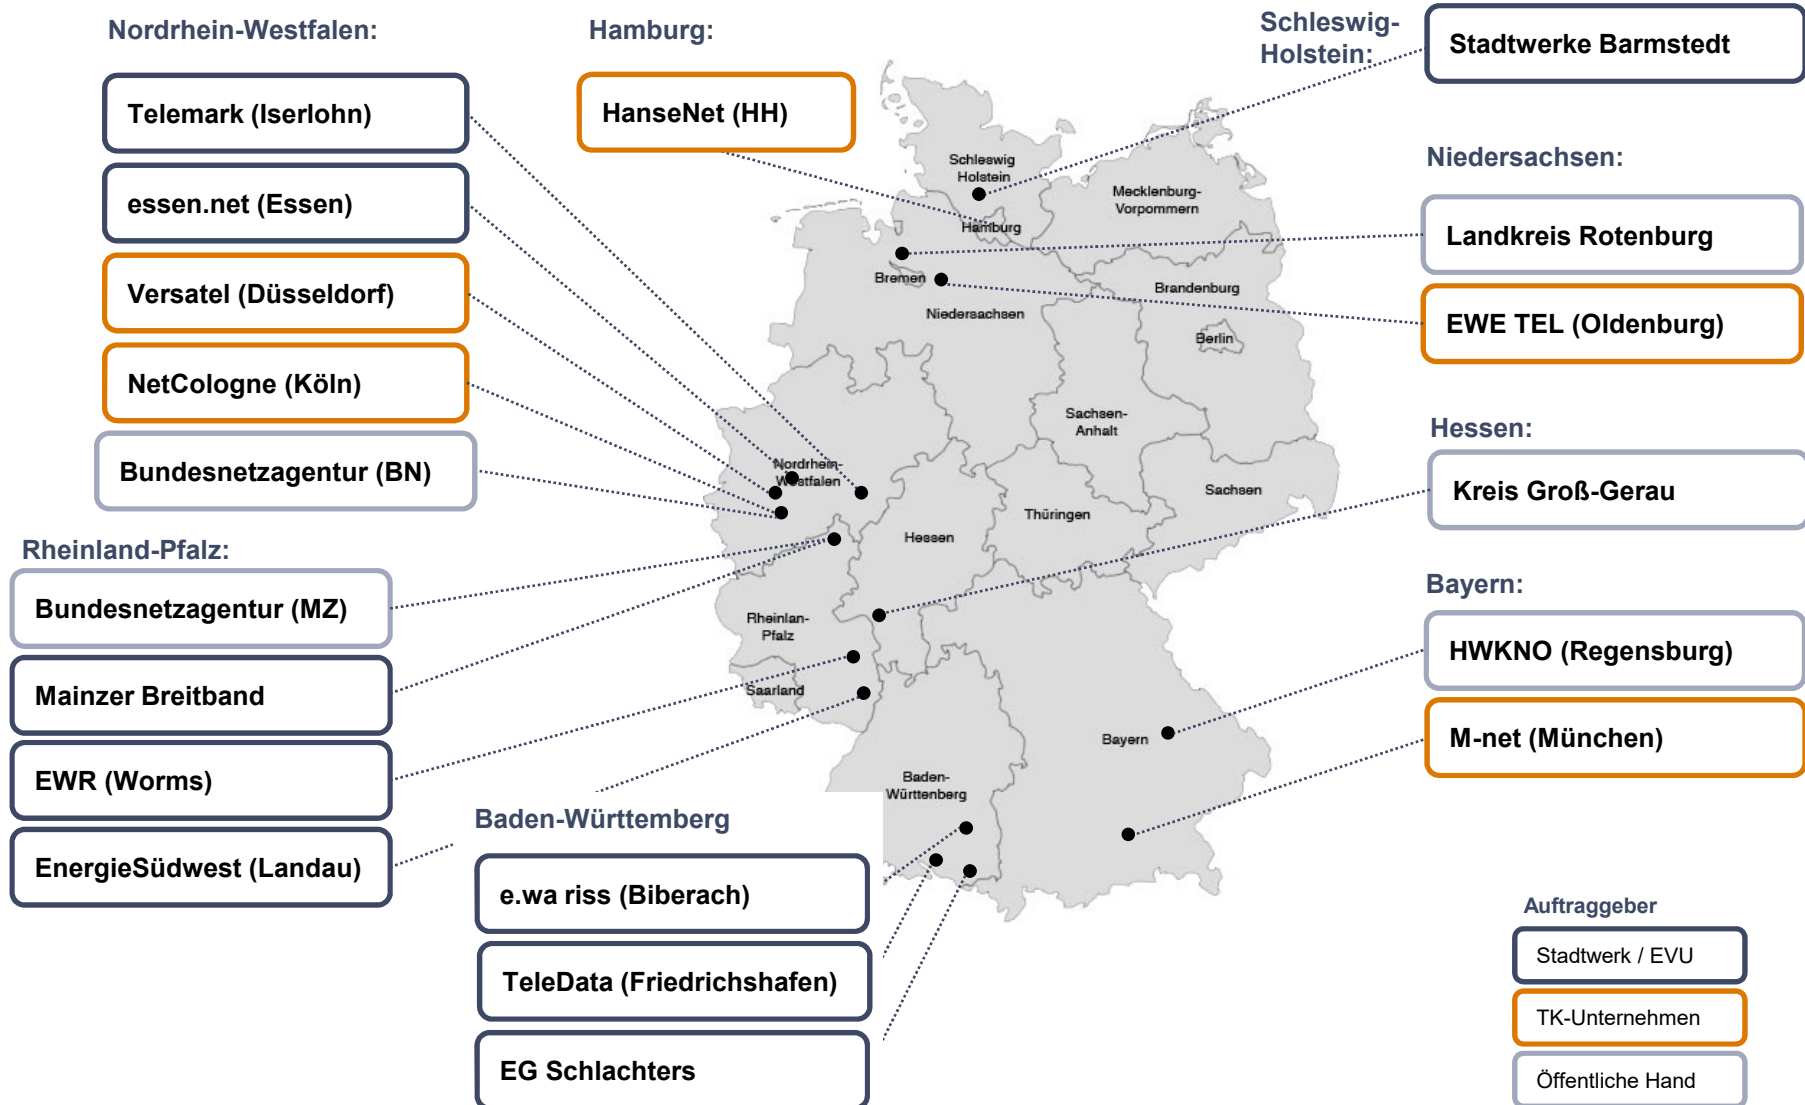 Nordrhein-Westfalen:
Telemark (Iserlohn)
essen.net (Essen)
Versatel (Düsseldorf)
NetCologne (Köln)
Bundesnetzagentur (BN)
Rheinland-Pfalz:
Bundesnetzagentur (MZ)
Mainzer Breitband
EWR (Worms)
EnergieSüdwest (Landau)
Hamburg:
HanseNet (HH)
Baden-Württemberg
e.wa riss (Biberach)
TeleData (Friedrichshafen)
EG Schlachters
Schleswig
Holstein
Hamburg
Mecklenburg-
Vorpommern
Bremen
Niedersachsen
Brandenburg
Berlin
Sachsen-
Anhalt
Nordrhein-
Westfalen
Sachsen
Thüringen
Hessen
Rheinlan-
Pfalz
Saarland
Bayern
Baden-
Württenberg
Schleswig-
Holstein:
Stadtwerke Barmstedt
Niedersachsen:
Landkreis Rotenburg
EWE TEL (Oldenburg)
Hessen:
Kreis Groß-Gerau
Bayern:
HWKNO (Regensburg)
M-net (München)
Auftraggeber
Stadtwerk / EVU
TK-Unternehmen
Öffentliche Hand